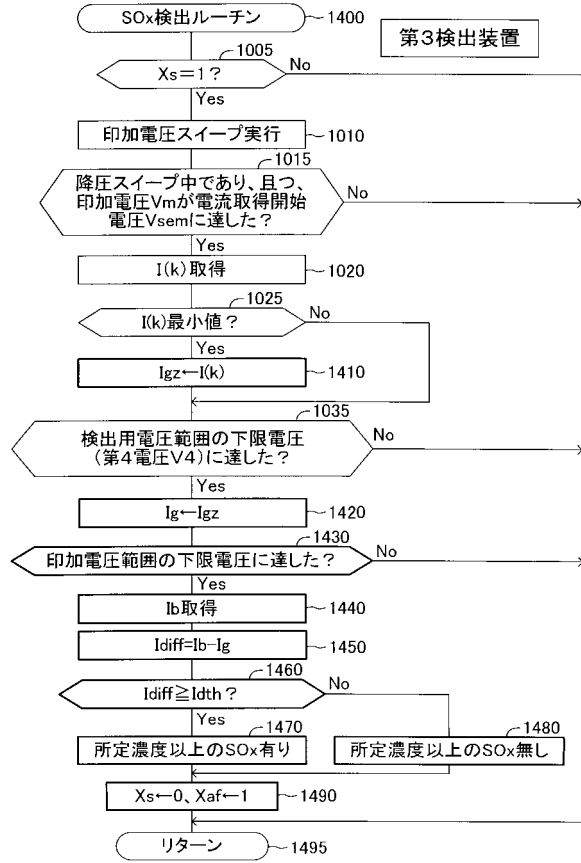 SOx検出ルーチン
1400
第3検出装置
1005
Xs=1?
No
Yes
印加電圧スイープ実行
1010
1015
降圧スイープ中であり、且つ、
印加電圧Vmが電流取得開始
電圧Vsemに達した?
No
Yes
I(k)取得
1020
1025
I(k)最小値?
No
Yes
Igz←I(k)
1410
1035
検出用電圧範囲の下限電圧
(第4電圧V4)に達した?
No
Yes
Ig←Igz
1420
1430
印加電圧範囲の下限電圧に達した?
No
Yes
Ib取得
1440
Idiff=Ib-Ig
1450
1460
Idiff≧Idth?
No
Yes
1470
所定濃度以上のSOx有り
1480
所定濃度以上のSOx無し
Xs←0、Xaf←1
1490
リターン
1495